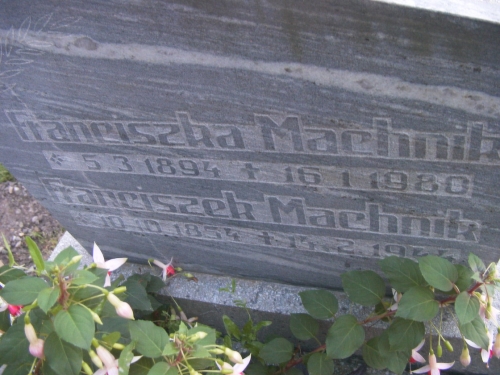 Franciszka Machnik
* 5 3 1894 + 16 1 1980
Franciszek Machnik